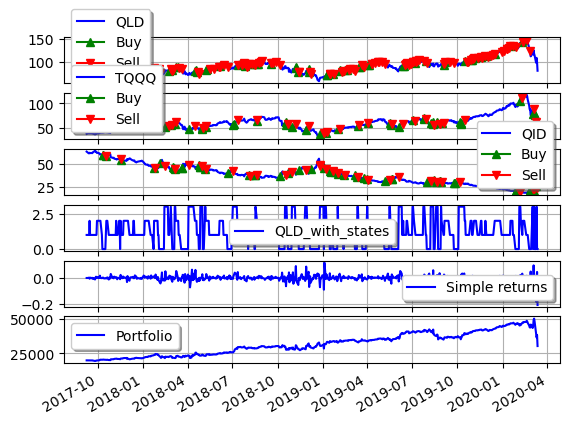 QLD
Buy
Sell
150
100
TQQQ
Buy
Sell
100
50
QID
Buy
Sell
50
25
2.5
0.0
QLD_with_states
0.0
−0.2
Simple returns
50000
25000
Portfolio
2017-10
2018-01
2018-04
2018-07
2018-10
2019-01
2019-04
2019-07
2019-10
2020-01
2020-04